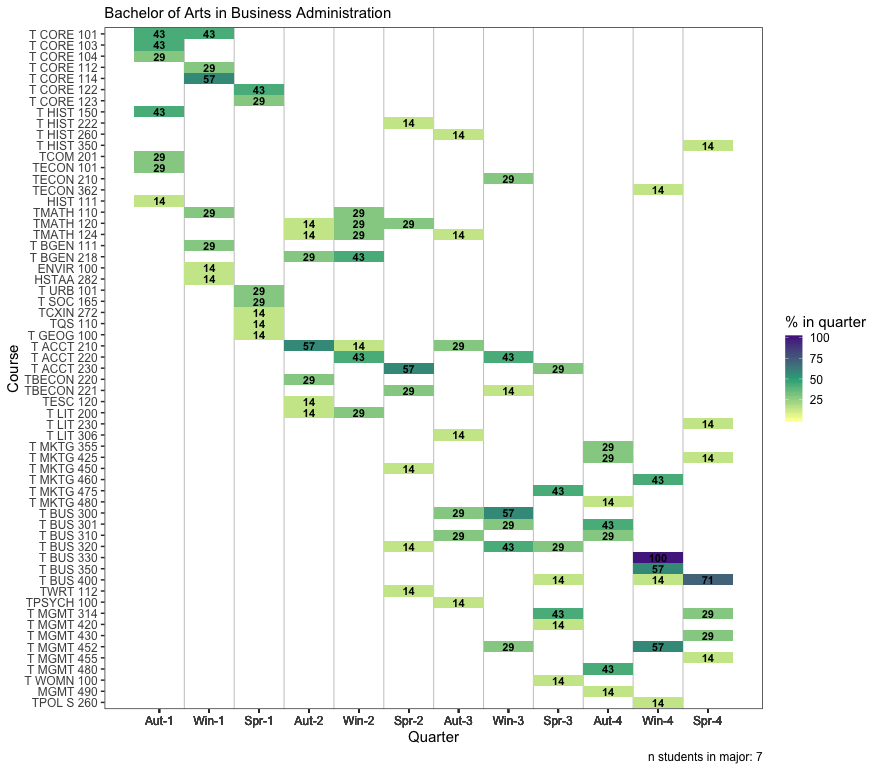 Bachelor of Arts in Business Administration
T CORE 101 43 43
T CORE 103 43
T CORE 104 29
T CORE 112 29
T CORE 114 57
T CORE 122 43
T CORE 123 29
T HIST 150 43
T HIST 222 14
T HIST 260 14
T HIST 350 14
TCOM 201 29
TECON 101 29
TECON 210 29
TECON 362 14
HIST 111 14
TMATH 110 29 29
TMATH 120 14 29 29
TMATH 124 14 29 14
T BGEN 111 29
T BGEN 218 29 43
ENVIR 100 14
HSTAA 282 14
T URB 101 29
T SOC 165 29
TCXIN 272 14
TQS 110 14
T GEOG 100 14
T ACCT 210 57 14 29
T ACCT 220 43 43
T ACCT 230 57 29
TBECON 220 29
TBECON 221 29 14
TESC 120 14
T LIT 200 14 29
T LIT 230 14
T LIT 306 14
T MKTG 355 29
T MKTG 425 29 14
T MKTG 450 14
T MKTG 460 43
T MKTG 475 43
T MKTG 480 14
T BUS 300 29 57
T BUS 301 29 43
T BUS 310 29 29
T BUS 320 14 43 29
T BUS 330 100
T BUS 350 57
T BUS 400 14 14 71
TWRT 112 14
TPSYCH 100 14
T MGMT 314 43 29
T MGMT 420 14
T MGMT 430 29
T MGMT 452 29 57
T MGMT 455 14
T MGMT 480 43
T WOMN 100 14
MGMT 490 14
TPOL S 260 14
Course
Aut-1 Win-1 Spr-1 Aut-2 Win-2 Spr-2 Aut-3 Win-3 Spr-3 Aut-4 Win-4 Spr-4
Quarter
% in quarter
100
75
50
25
n students in major: 7